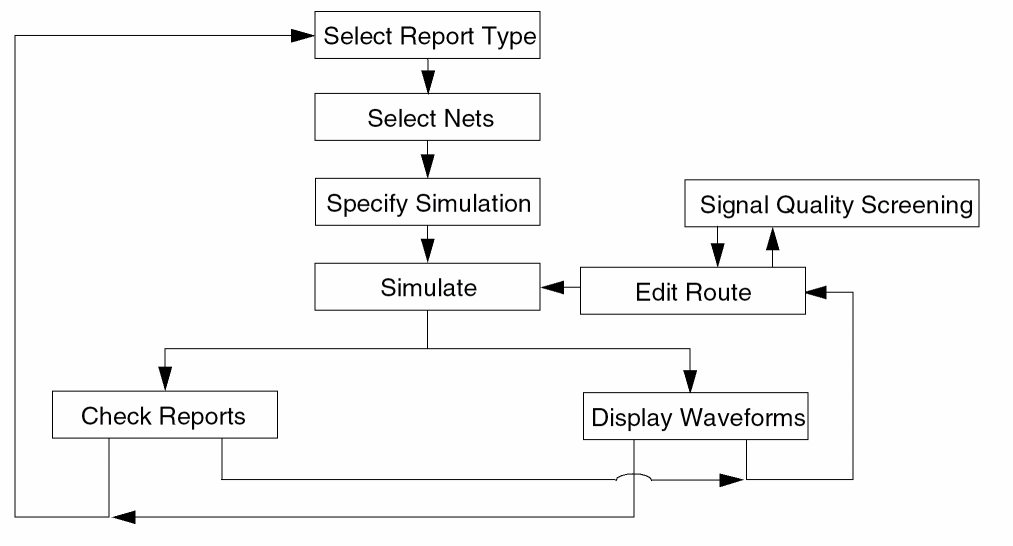 Select Report Type
Select Nets
Specify Simulation
Signal Quality Screening
Simulate
Edit Route
Check Reports
Display Waveforms